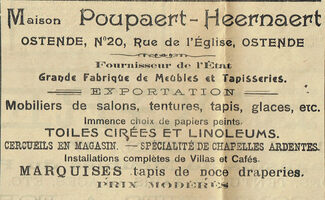 Maison Poupaert-Heernaert
OSTENDE, N°20, Rue de l'Église, OSTENDE
Fournisseur de l'État
Grande Fabrique de Meubles et Tapisseries.
EXPORTATION
Mobiliers de salons, tentures, tapis, glaces, etc.
Immence choix de papiers peints.
TOILES CIRÉES ET LINOLEUMS.
CERCUEILS EN MAGASIN. — SPÉCIALITÉ DE CHAPELLES ARDENTES.
Installations complètes de Villas et Cafés.
MARQUISES tapis de noce draperies.
PRIX MODÉRÉS